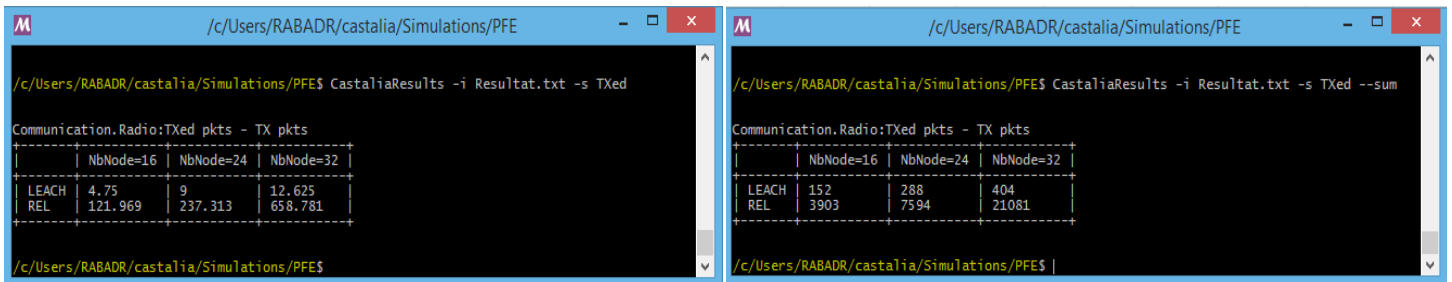 /c/Users/RABADR/castalia/Simulations/PFE
/c/Users/RABADR/castalia/Simulations/PFE$ CastaliaResults -i Resultat.txt -s TXed
Communication.Radio:TXed pkts - TX pkts
+-------+-----------+-----------+-----------+
|       | NbNode=16 | NbNode=24 | NbNode=32 |
+-------+-----------+-----------+-----------+
| LEACH | 4.75      | 9         | 12.625    |
| REL   | 121.969   | 237.313   | 658.781   |
+-------+-----------+-----------+-----------+
/c/Users/RABADR/castalia/Simulations/PFE$
/c/Users/RABADR/castalia/Simulations/PFE
/c/Users/RABADR/castalia/Simulations/PFE$ CastaliaResults -i Resultat.txt -s TXed --sum
Communication.Radio:TXed pkts - TX pkts
+-------+-----------+-----------+-----------+
|       | NbNode=16 | NbNode=24 | NbNode=32 |
+-------+-----------+-----------+-----------+
| LEACH | 152       | 288       | 404       |
| REL   | 3903      | 7594      | 21081     |
+-------+-----------+-----------+-----------+
/c/Users/RABADR/castalia/Simulations/PFE$